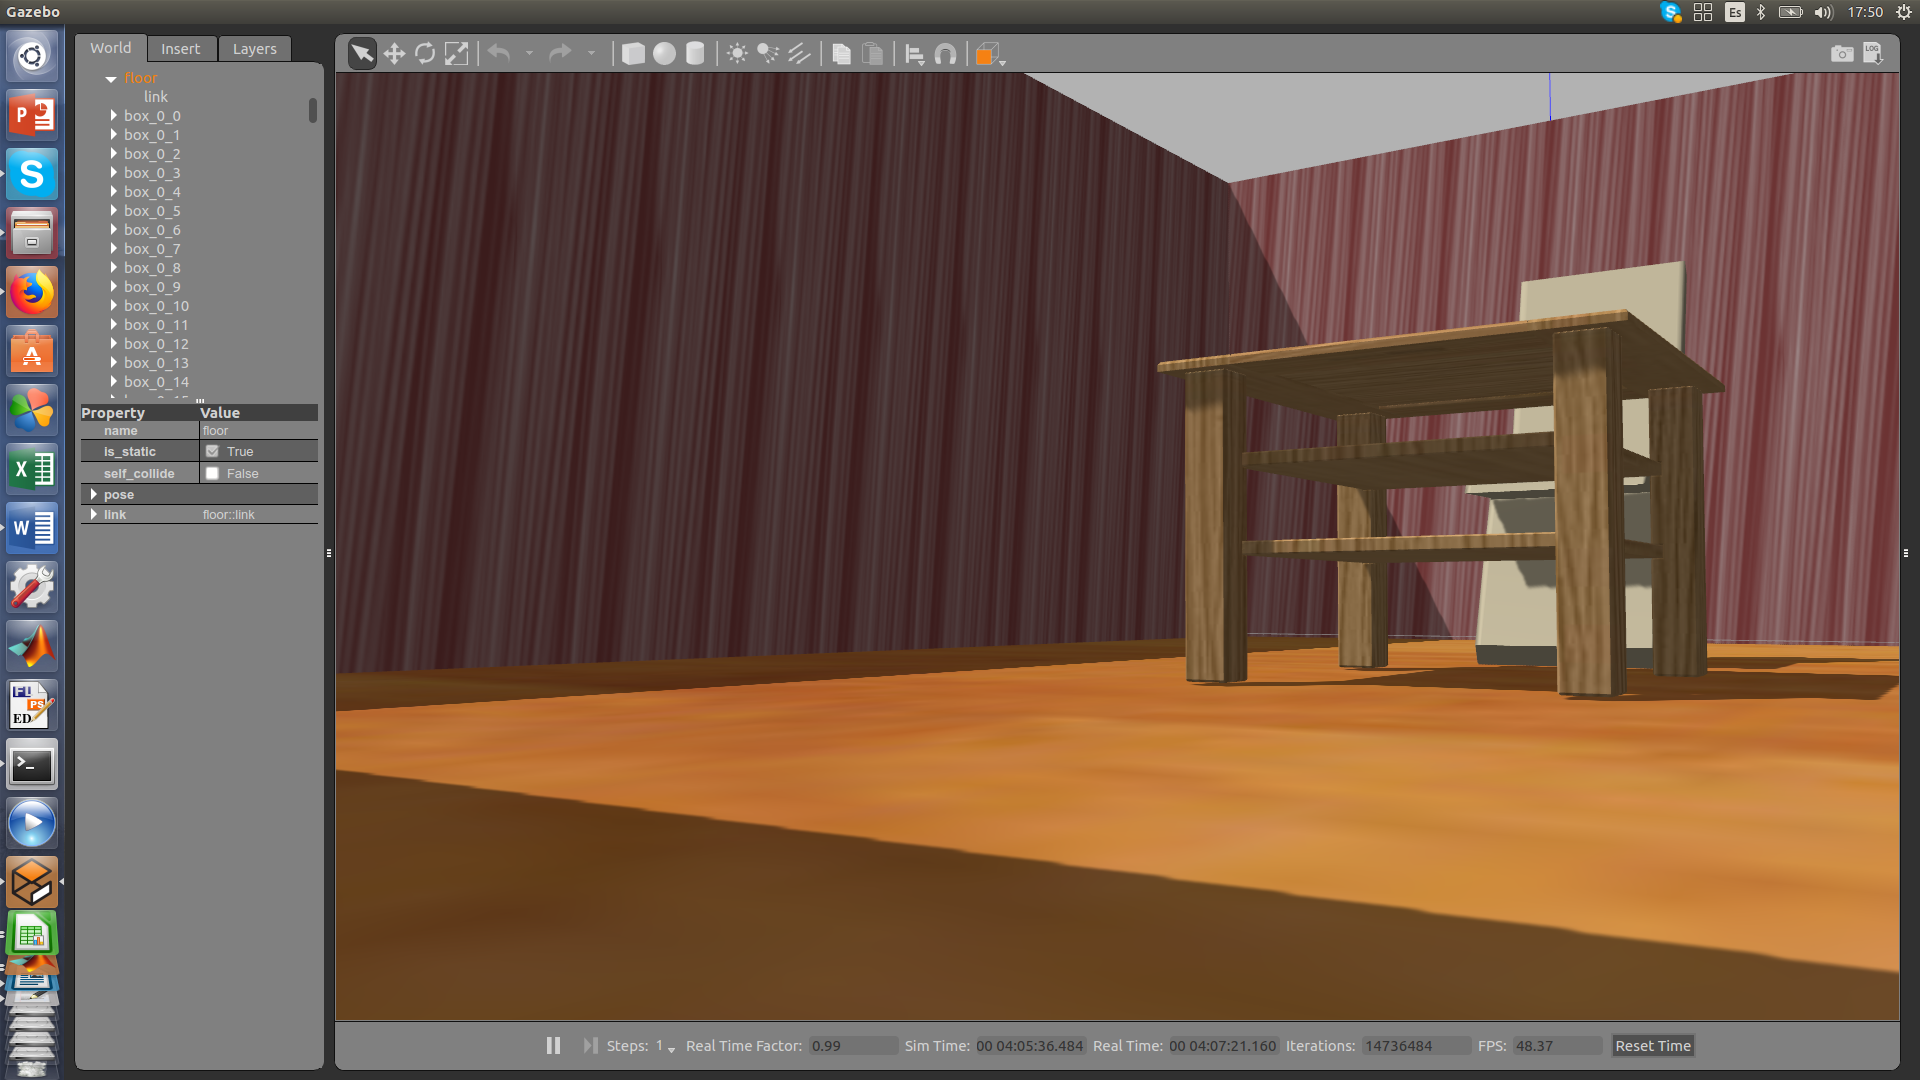 Gazebo
Es
17:50
World
Insert
Layers
LOG
floor
link
box_0_0
box_0_1
box_0_2
box_0_3
box_0_4
box_0_5
box_0_6
box_0_7
box_0_8
box_0_9
box_0_10
box_0_11
box_0_12
box_0_13
box_0_14
Property Value
name floor
is_static True
self_collide False
pose
link floor::link
P
S
A
X
W
PS
ED
>_
Steps: 1 Real Time Factor: 0.99 Sim Time: 00 04:05:36.484 Real Time: 00 04:07:21.160 Iterations: 14736484 FPS: 48.37 Reset Time